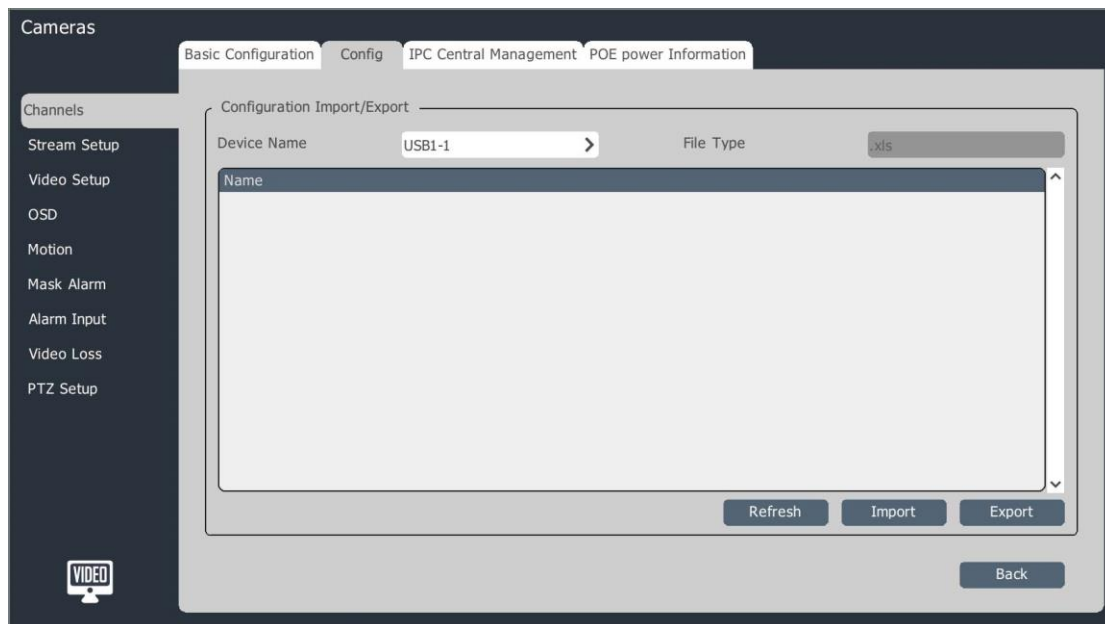 Cameras
Basic Configuration Config IPC Central Management POE power Information
Channels
Stream Setup
Video Setup
OSD
Motion
Mask Alarm
Alarm Input
Video Loss
PTZ Setup
Configuration Import/Export
Device Name USB1-1 File Type .xls
Name
Refresh Import Export
Back
VIDEO